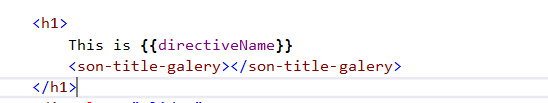 <h1>
This is {{directiveName}}
<son-title-galery></son-title-galery>
</h1>